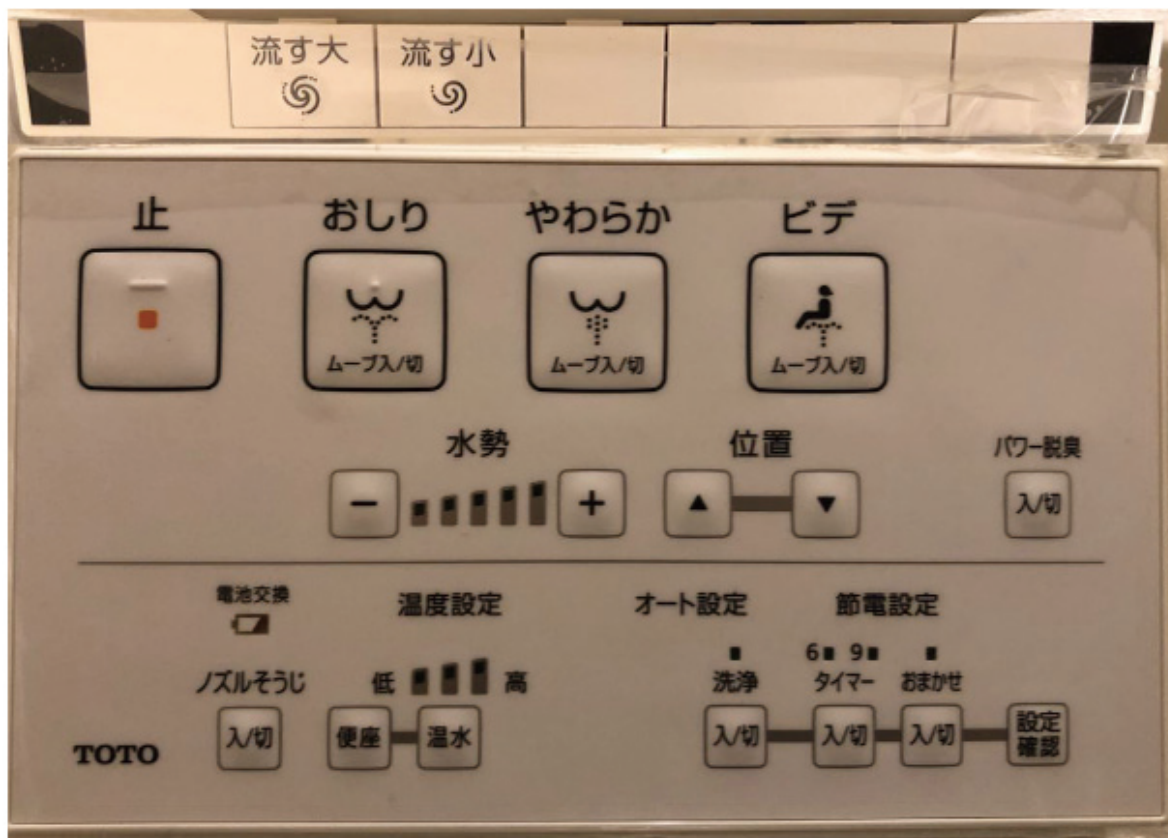 流す大 流す小
止 おしり やわらか ビデ
ムーブ入/切 ムーブ入/切 ムーブ入/切
水勢 位置 パワー脱臭
− + ▲ ▼ 入/切
電池交換 温度設定 オート設定 節電設定
6 9
ノズルそうじ 低 高 洗浄 タイマー おまかせ
入/切 便座 温水 入/切 入/切 入/切 設定確認
TOTO